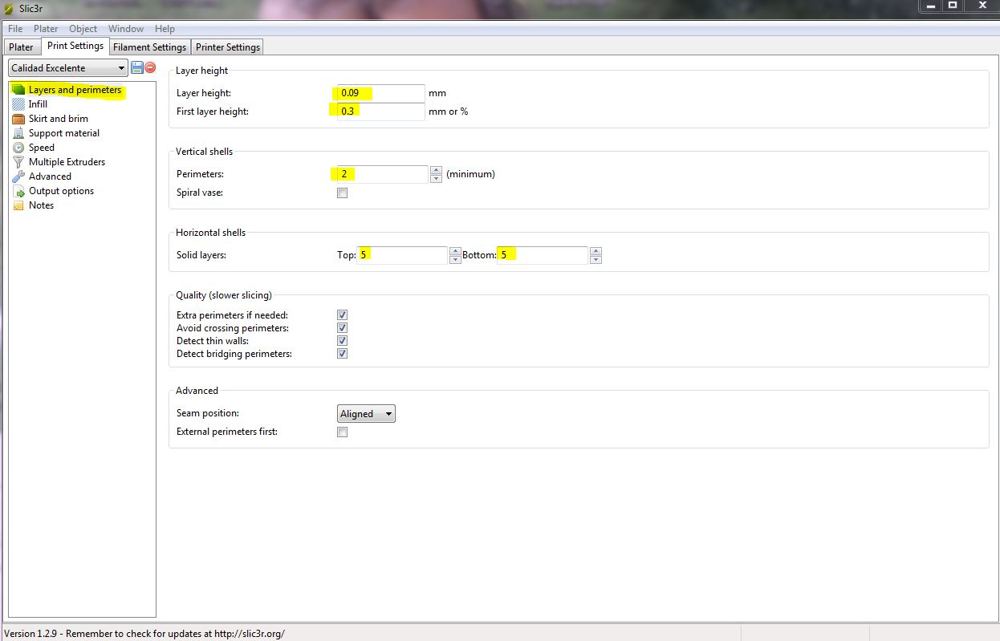 Slic3r
File Plater Object Window Help
Plater Print Settings Filament Settings Printer Settings
Calidad Excelente
Layers and perimeters
Infill
Skirt and brim
Support material
Speed
Multiple Extruders
Advanced
Output options
Notes
Layer height
Layer height: 0.09 mm
First layer height: 0.3 mm or %
Vertical shells
Perimeters: 2 (minimum)
Spiral vase:
Horizontal shells
Solid layers: Top: 5 Bottom: 5
Quality (slower slicing)
Extra perimeters if needed:
Avoid crossing perimeters:
Detect thin walls:
Detect bridging perimeters:
Advanced
Seam position: Aligned
External perimeters first:
Version 1.2.9 - Remember to check for updates at http://slic3r.org/